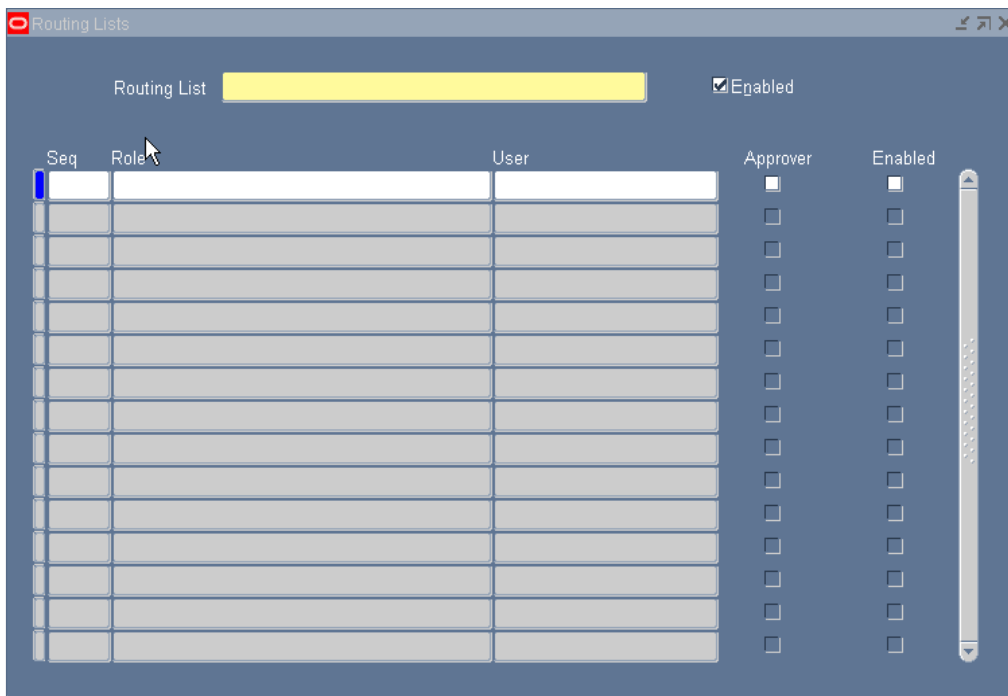 Routing Lists
Routing List Enabled
Seq Role User Approver Enabled